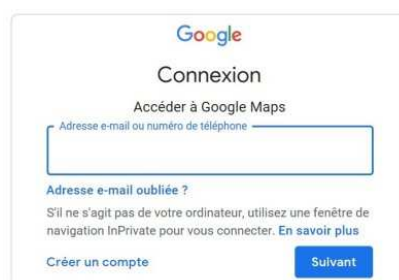 Google
Connexion
Accéder à Google Maps
Adresse e-mail ou numéro de téléphone
Adresse e-mail oubliée ?
S'il ne s'agit pas de votre ordinateur, utilisez une fenêtre de
navigation InPrivate pour vous connecter. En savoir plus
Créer un compte
Suivant